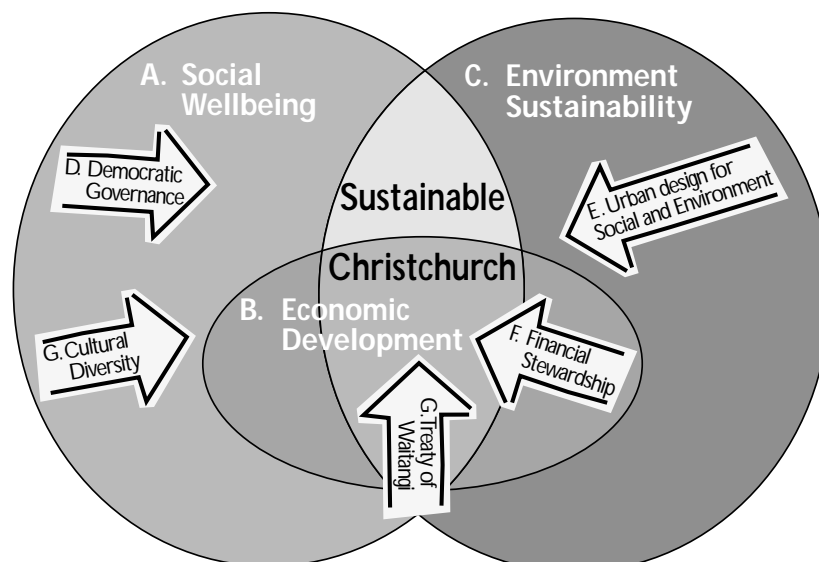 A. Social
Wellbeing
C. Environment
Sustainability
D. Democratic
Governance
E. Urban design for
Social and Environment
Sustainable
Christchurch
B. Economic
Development
G. Cultural
Diversity
F. Financial
Stewardship
G. Treaty of
Waitangi